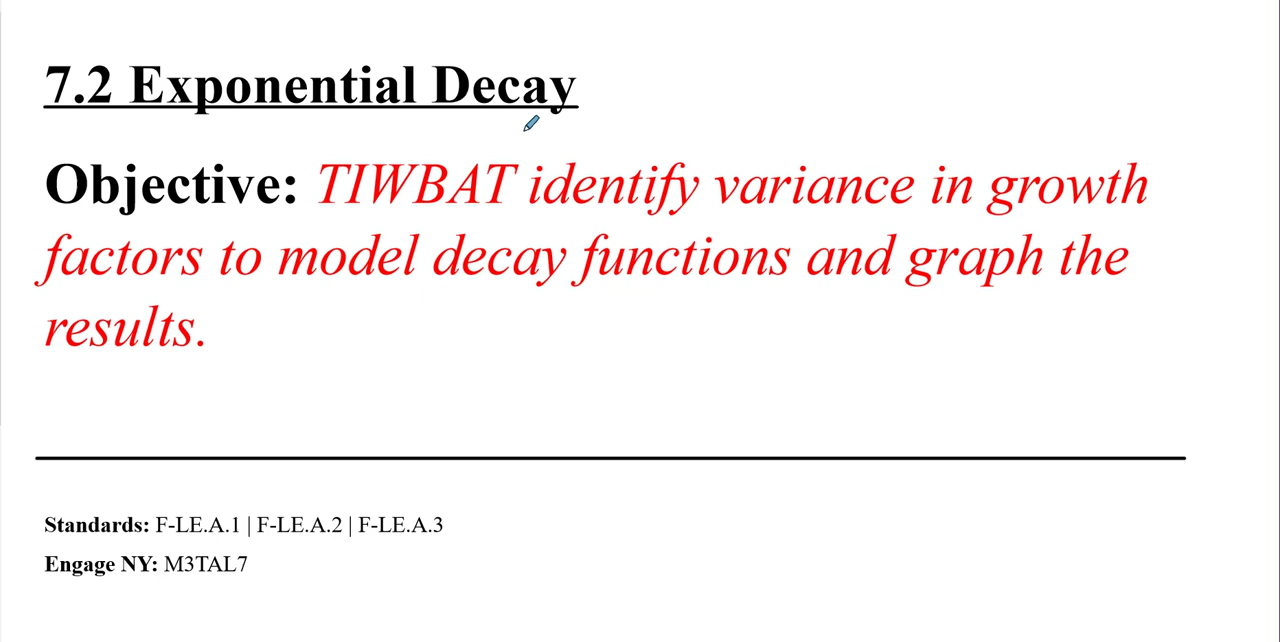 7.2 Exponential Decay
Objective: TIWBAT identify variance in growth
factors to model decay functions and graph the
results.
Standards: F-LE.A.1 | F-LE.A.2 | F-LE.A.3
Engage NY: M3TAL7